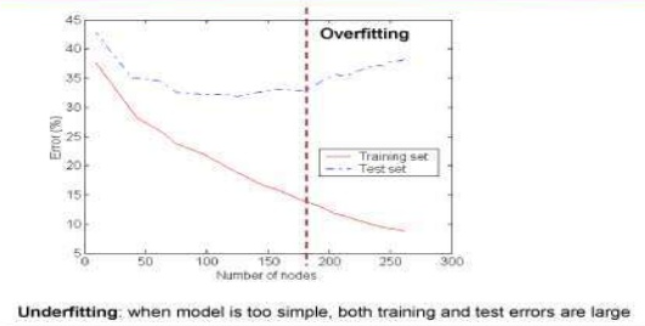 Overfitting
45
40
35
30
25
20
15
10
5
Error (%)
Training set
Test set
0
50
100
150
200
250
300
Number of nodes
Underfitting: when model is too simple, both training and test errors are large